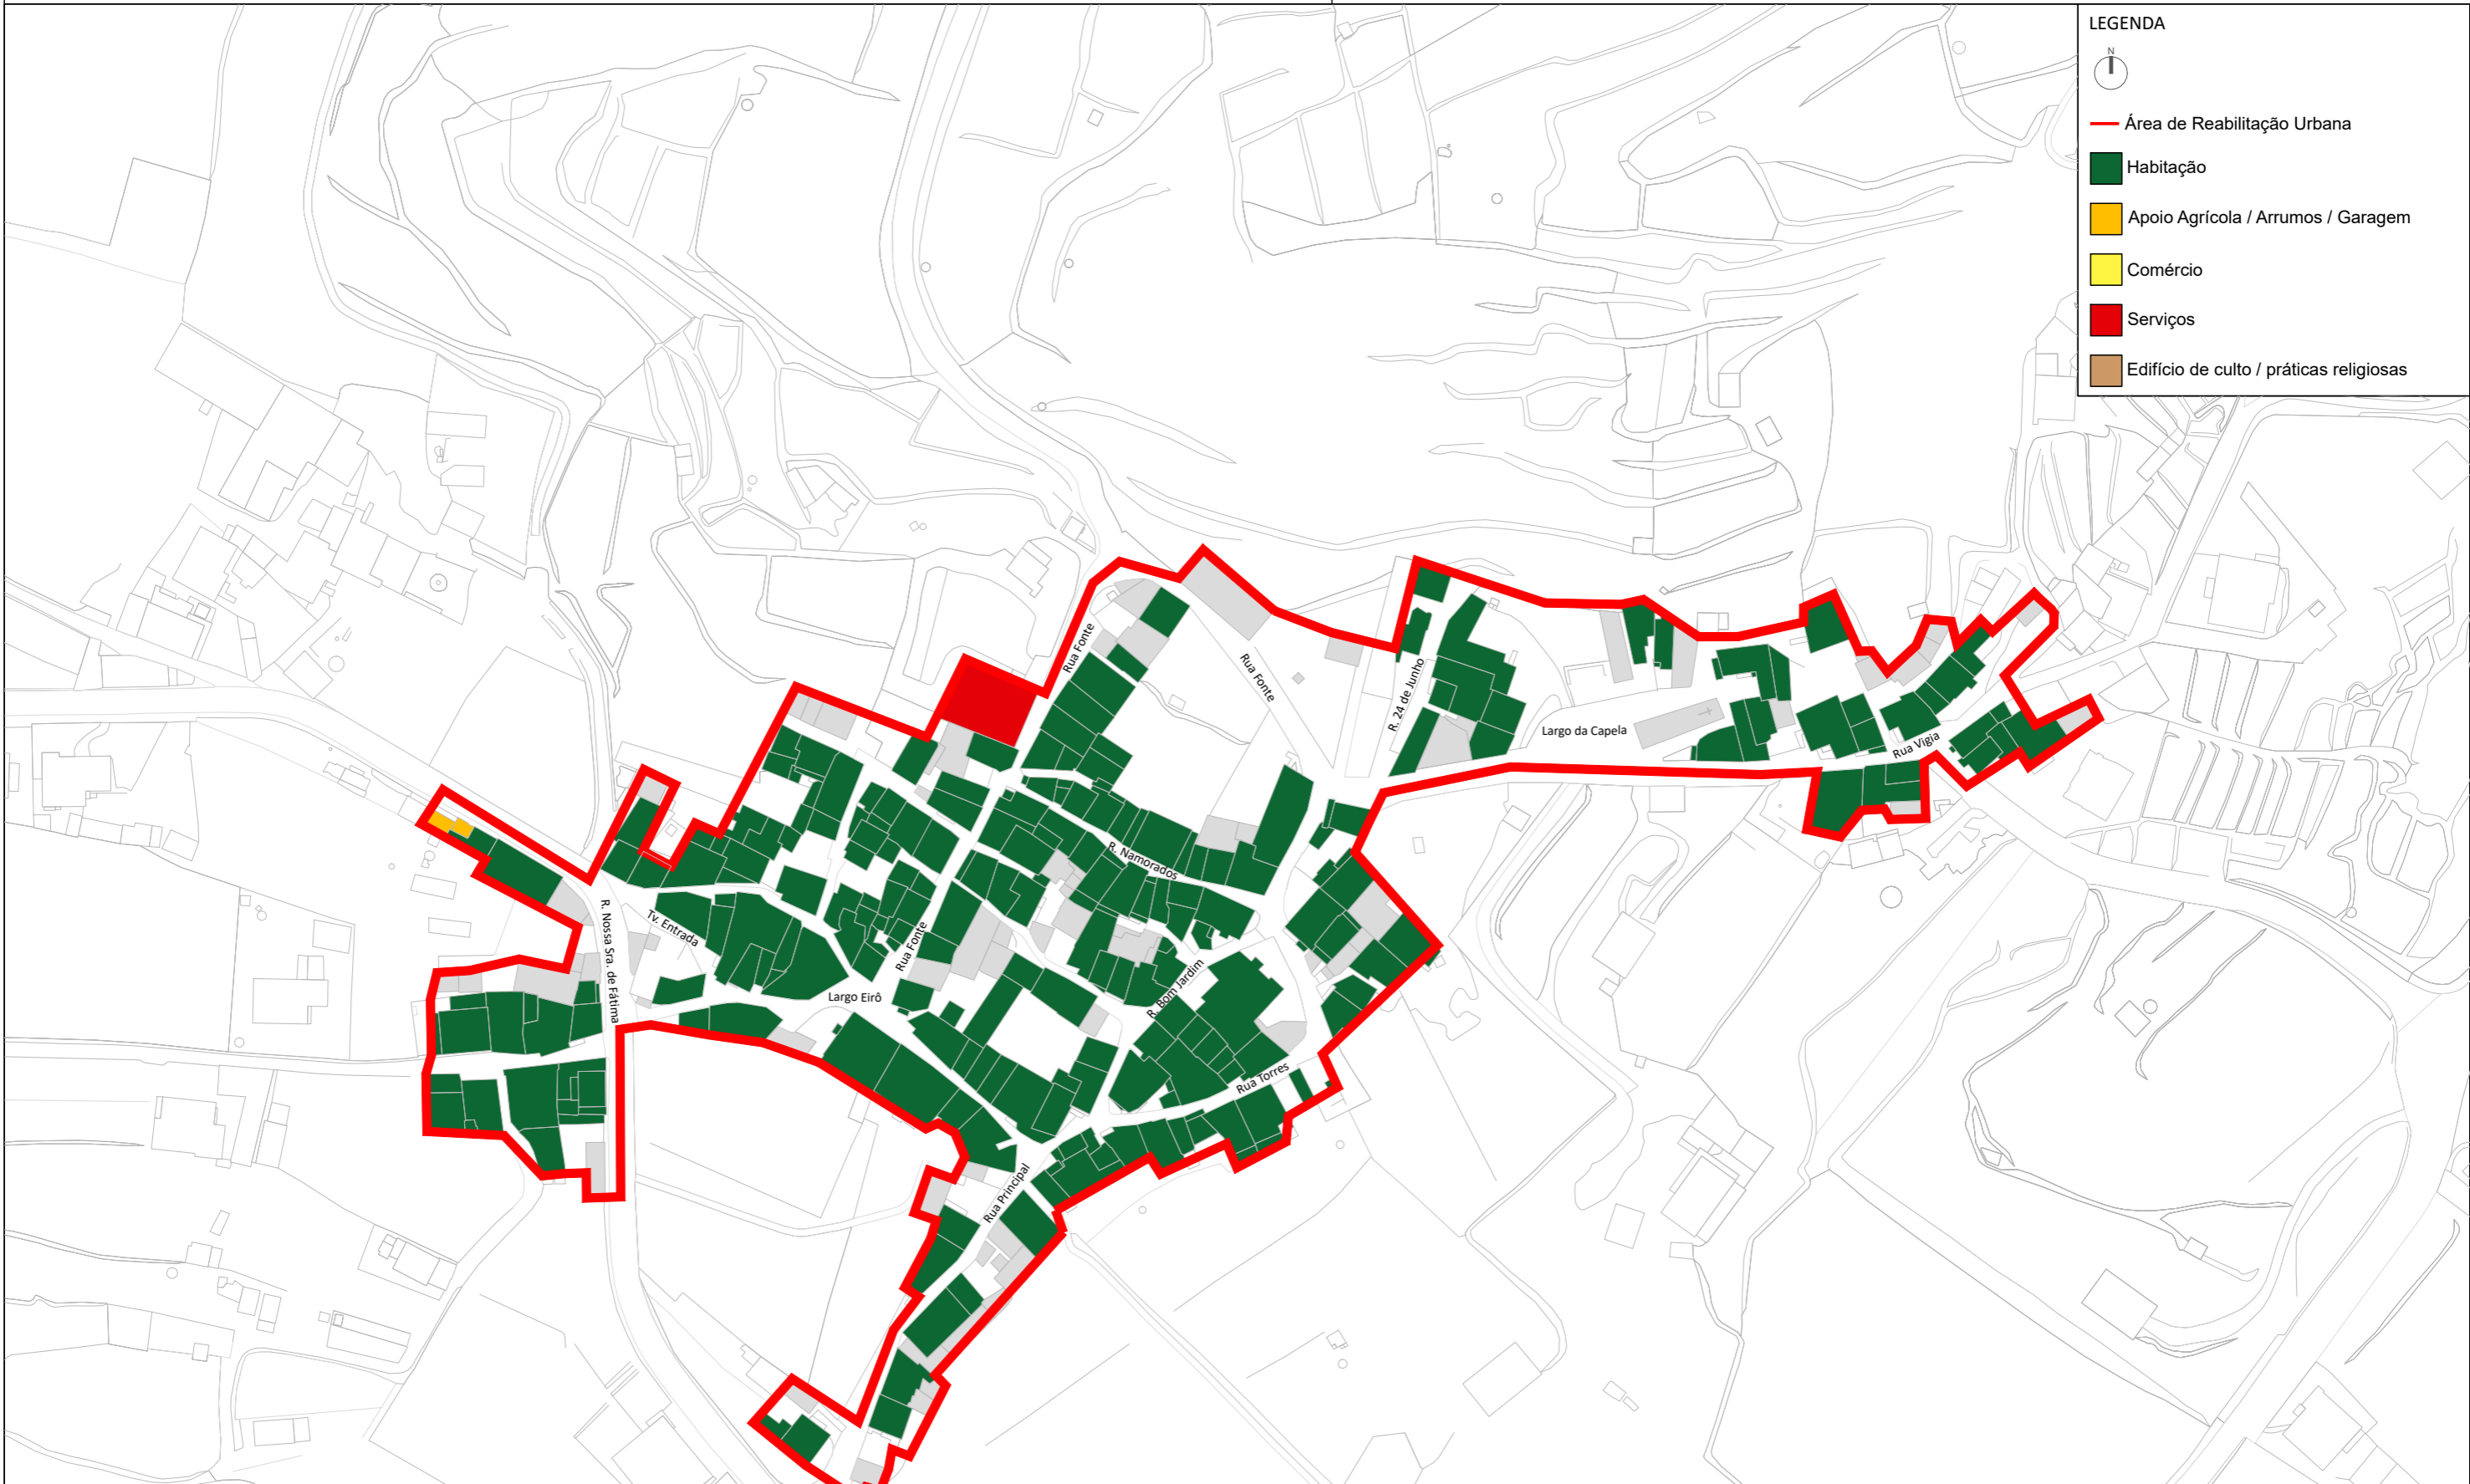 LEGENDA
N
Área de Reabilitação Urbana
Habitação
Apoio Agrícola / Arrumos / Garagem
Comércio
Serviços
Edifício de culto / práticas religiosas
Rua Fonte
Rua Fonte
R. 24 de Junho
Largo da Capela
Rua Vigia
R. Namorados
Tv. Entrada
R. Nossa Sra. de Fátima
Rua Fonte
Largo Eirô
R. Bom Jardim
Rua Torres
Rua Principal